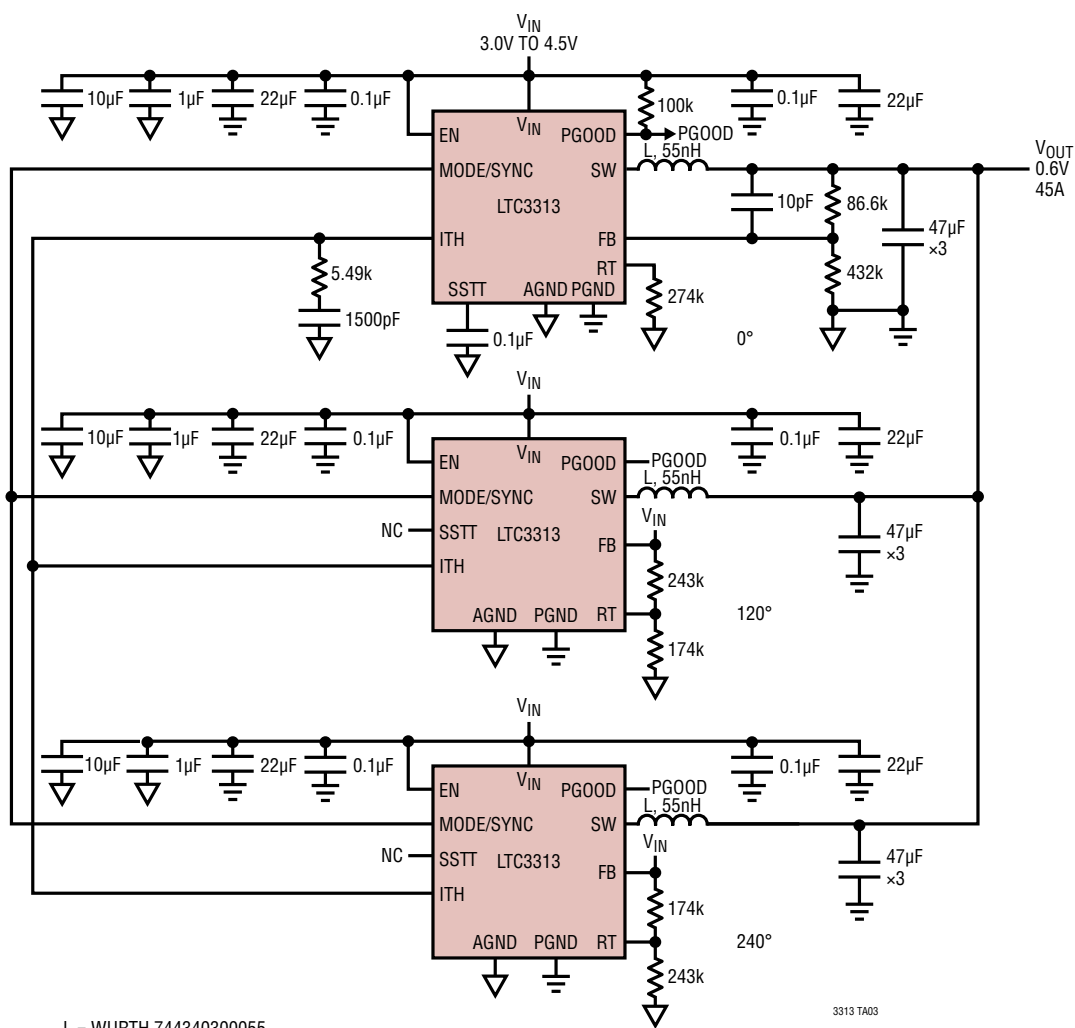 VIN
3.0V TO 4.5V
10µF
1µF
22µF
0.1µF
100k
0.1µF
22µF
EN
VIN
PGOOD
PGOOD
L, 55nH
MODE/SYNC
SW
VOUT
0.6V
45A
LTC3313
10pF
86.6k
47µF
×3
ITH
FB
5.49k
RT
432k
SSTT
AGND
PGND
274k
1500pF
0.1µF
0°
VIN
10µF
1µF
22µF
0.1µF
0.1µF
22µF
EN
VIN
PGOOD
PGOOD
L, 55nH
MODE/SYNC
SW
VIN
NC
SSTT
LTC3313
FB
47µF
×3
ITH
243k
AGND
PGND
RT
120°
174k
VIN
10µF
1µF
22µF
0.1µF
0.1µF
22µF
EN
VIN
PGOOD
PGOOD
L, 55nH
MODE/SYNC
SW
VIN
NC
SSTT
LTC3313
FB
47µF
×3
ITH
174k
AGND
PGND
RT
240°
243k
3313 TA03
L = WURTH 744340300055